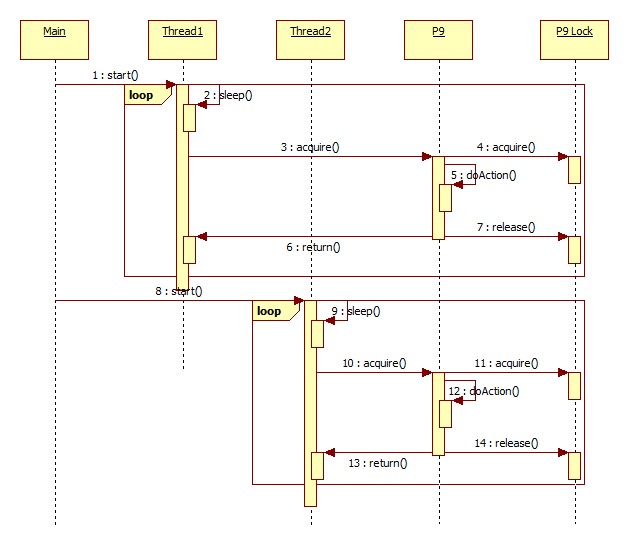 Main
Thread1
Thread2
P9
P9 Lock
1 : start()
loop
2 : sleep()
3 : acquire()
4 : acquire()
5 : doAction()
7 : release()
6 : return()
8 : start()
loop
9 : sleep()
10 : acquire()
11 : acquire()
12 : doAction()
14 : release()
13 : return()